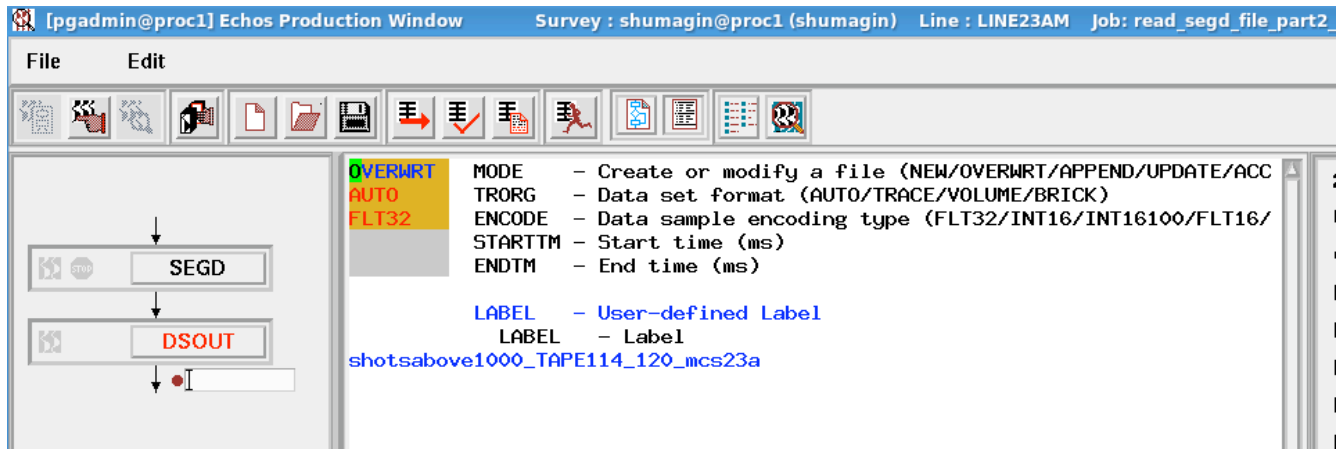 [pgadmin@proc1] Echos Production Window Survey : shumagin@proc1 (shumagin) Line : LINE23AM Job: read_segd_file_part2_
File Edit
OVERWRT MODE – Create or modify a file (NEW/OVERWRT/APPEND/UPDATE/ACC
AUTO TRORG – Data set format (AUTO/TRACE/VOLUME/BRICK)
FLT32 ENCODE – Data sample encoding type (FLT32/INT16/INT16100/FLT16/
STARTTM – Start time (ms)
ENDTM – End time (ms)
LABEL – User-defined Label
LABEL – Label
shotsabove1000_TAPE114_120_mcs23a
STOP SEGD
DSOUT